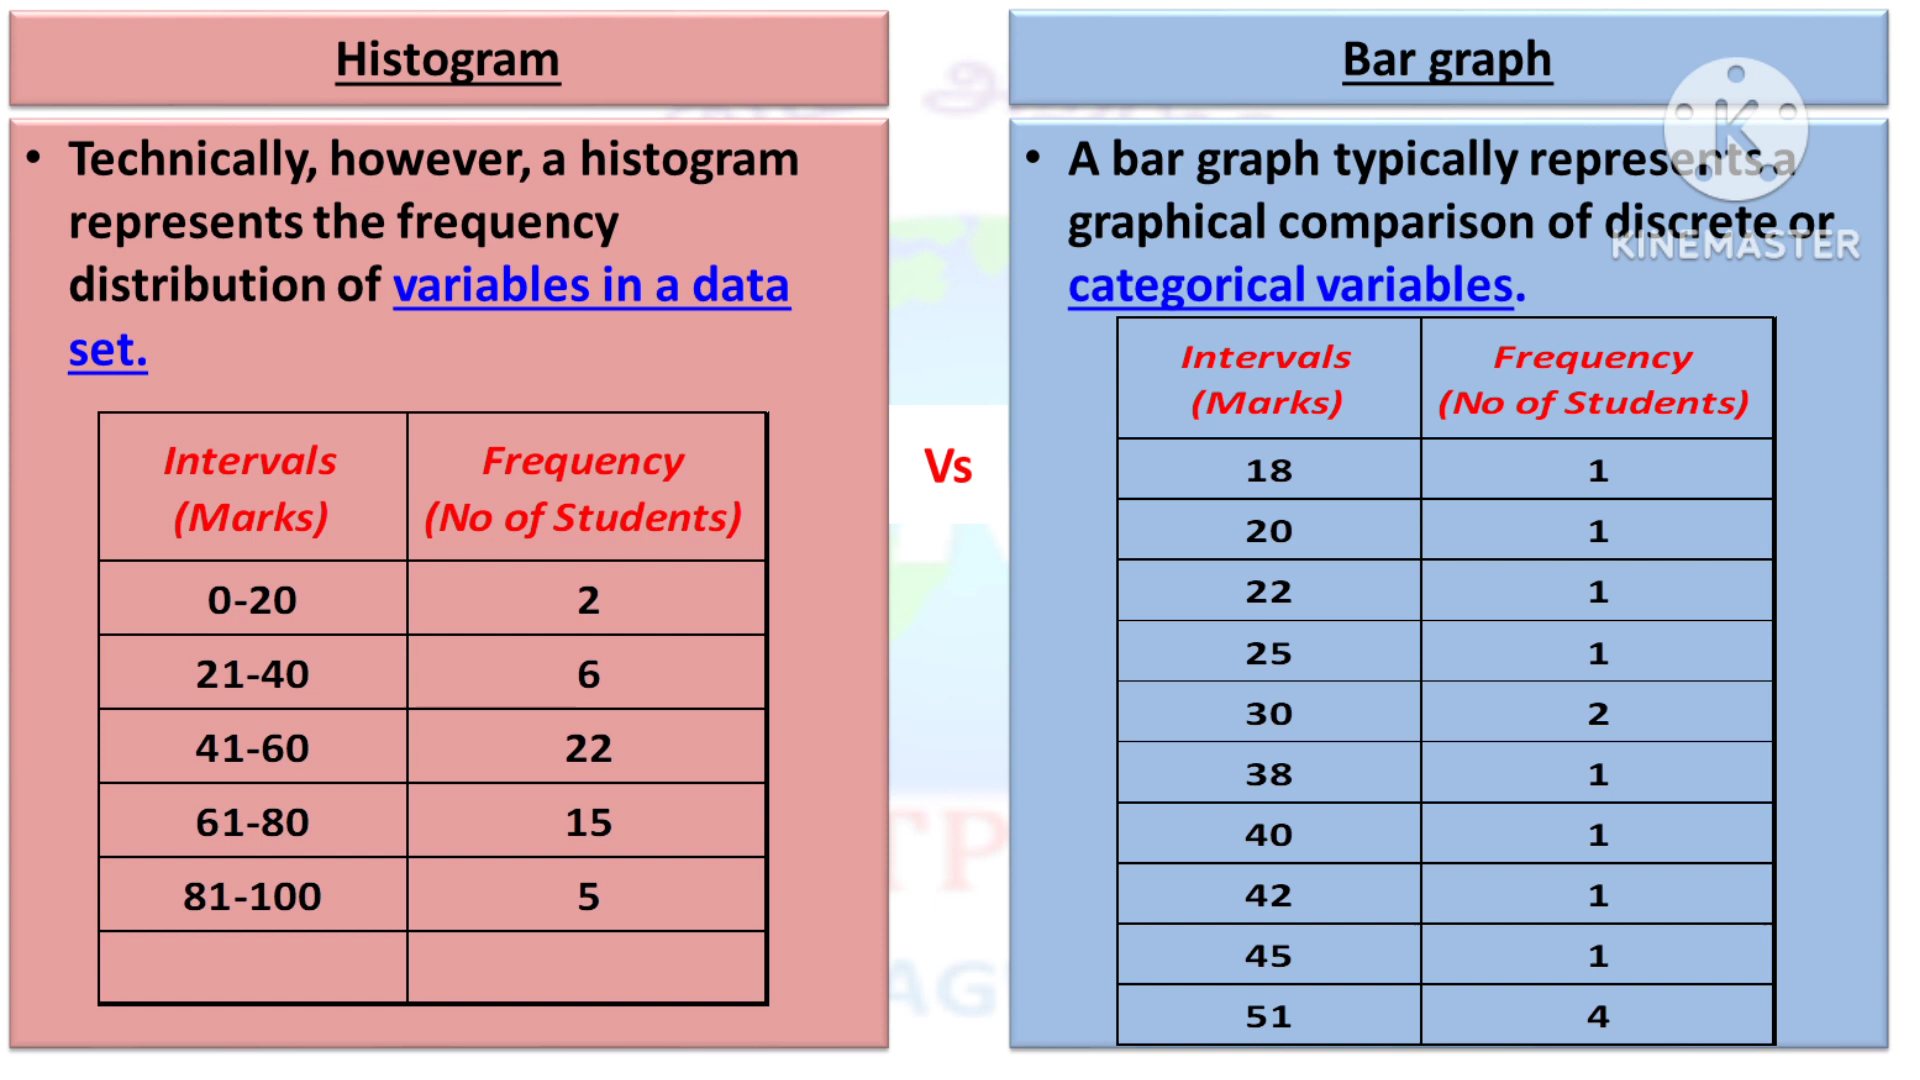 Histogram
• Technically, however, a histogram
represents the frequency
distribution of variables in a data
set.
Intervals Frequency
(Marks) (No of Students)
0-20 2
21-40 6
41-60 22
61-80 15
81-100 5
Vs
Bar graph
• A bar graph typically represents a
graphical comparison of discrete or
categorical variables.
Intervals Frequency
(Marks) (No of Students)
18 1
20 1
22 1
25 1
30 2
38 1
40 1
42 1
45 1
51 4
K
KINEMASTER
TP
AG